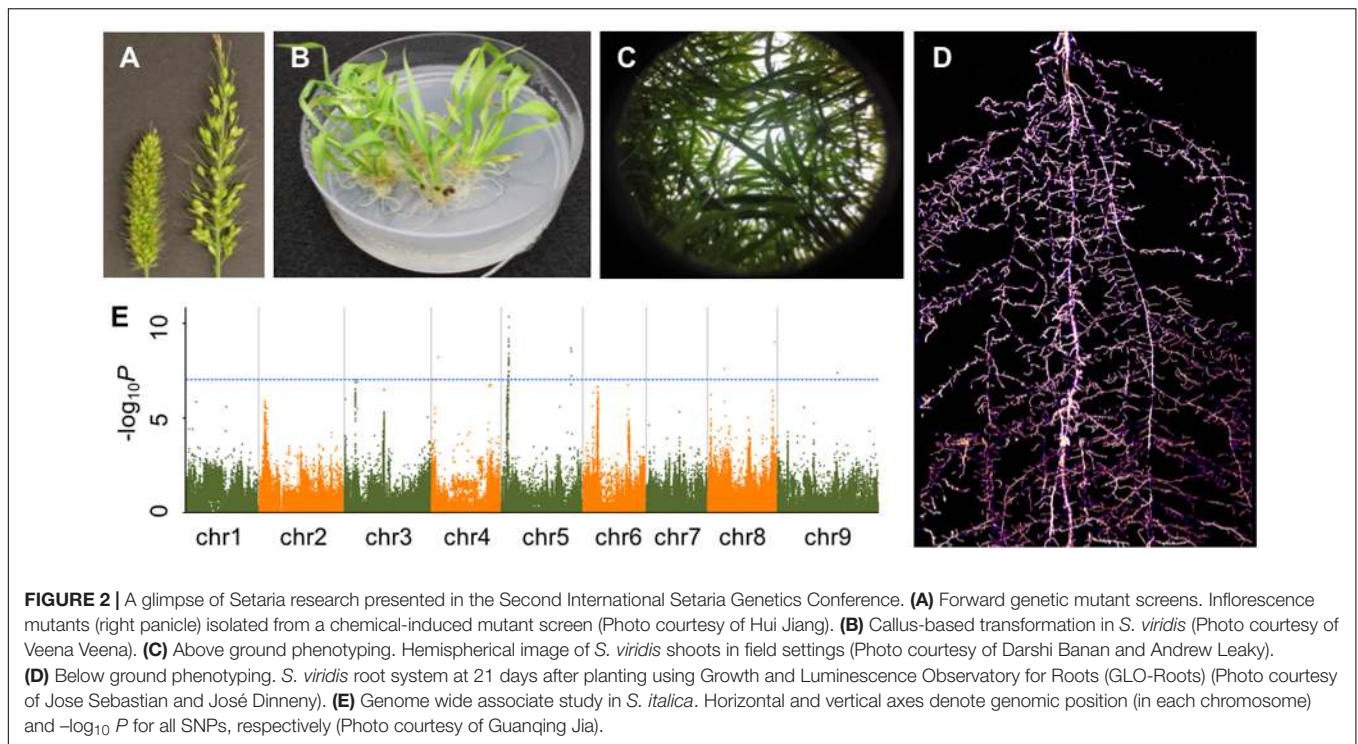 A
B
C
D
E
-log10P
10
5
0
chr1 chr2 chr3 chr4 chr5 chr6 chr7 chr8 chr9
FIGURE 2 | A glimpse of Setaria research presented in the Second International Setaria Genetics Conference. (A) Forward genetic mutant screens. Inflorescence
mutants (right panicle) isolated from a chemical-induced mutant screen (Photo courtesy of Hui Jiang). (B) Callus-based transformation in S. viridis (Photo courtesy of
Veena Veena). (C) Above ground phenotyping. Hemispherical image of S. viridis shoots in field settings (Photo courtesy of Darshi Banan and Andrew Leaky).
(D) Below ground phenotyping. S. viridis root system at 21 days after planting using Growth and Luminescence Observatory for Roots (GLO-Roots) (Photo courtesy
of Jose Sebastian and José Dinneny). (E) Genome wide associate study in S. italica. Horizontal and vertical axes denote genomic position (in each chromosome)
and –log10 P for all SNPs, respectively (Photo courtesy of Guanqing Jia).